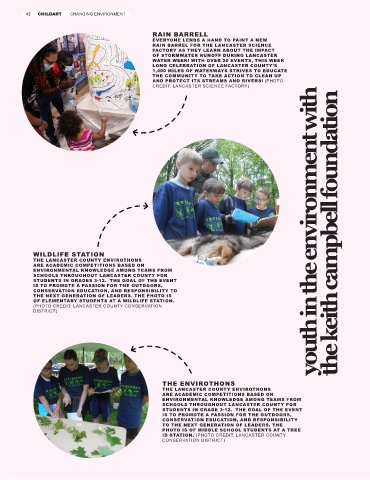 42 CHILDART CHANGING ENVIRONMENT
RAIN BARRELL
EVERYONE LENDS A HAND TO PAINT A NEW
RAIN BARREL FOR THE LANCASTER SCIENCE
FACTORY AS THEY LEARN ABOUT THE IMPACT
OF STORMWATER RUNOFF DURING LANCASTER
WATER WEEK! WITH OVER 20 EVENTS, THIS WEEK
LONG CELEBRATION OF LANCASTER COUNTY'S
1,400 MILES OF WATERWAYS STRIVES TO EDUCATE
THE COMMUNITY TO TAKE ACTION TO CLEAN UP
AND PROTECT ITS STREAMS AND RIVERS! (PHOTO
CREDIT: LANCASTER SCIENCE FACTORY)
youth in the environment with
the keith campbell foundation
WILDLIFE STATION
THE LANCASTER COUNTY ENVIROTHONS
ARE ACADEMIC COMPETITIONS BASED ON
ENVIRONMENTAL KNOWLEDGE AMONG TEAMS FROM
SCHOOLS THROUGHOUT LANCASTER COUNTY FOR
STUDENTS IN GRADES 3-12. THE GOAL OF THE EVENT
IS TO PROMOTE A PASSION FOR THE OUTDOORS,
CONSERVATION EDUCATION, AND RESPONSIBILITY TO
THE NEXT GENERATION OF LEADERS. THE PHOTO IS
OF ELEMENTARY STUDENTS AT A WILDLIFE STATION.
(PHOTO CREDIT: LANCASTER COUNTY CONSERVATION
DISTRICT)
THE ENVIROTHONS
THE LANCASTER COUNTY ENVIROTHONS
ARE ACADEMIC COMPETITIONS BASED ON
ENVIRONMENTAL KNOWLEDGE AMONG TEAMS FROM
SCHOOLS THROUGHOUT LANCASTER COUNTY FOR
STUDENTS IN GRADE 3-12. THE GOAL OF THE EVENT
IS TO PROMOTE A PASSION FOR THE OUTDOORS,
CONSERVATION EDUCATION, AND RESPONSIBILITY
TO THE NEXT GENERATION OF LEADERS. THE
PHOTO IS OF MIDDLE SCHOOL STUDENTS AT A TREE
ID STATION. (PHOTO CREDIT: LANCASTER COUNTY
CONSERVATION DISTRICT)